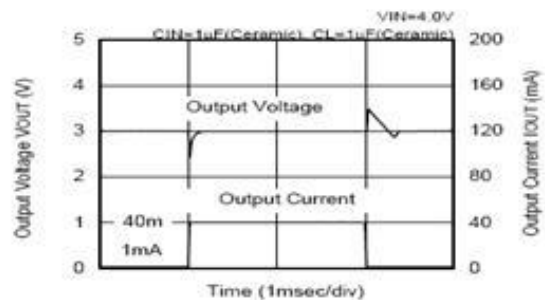 VIN=4.0V
CIN=1uF(Ceramic), CL=1uF(Ceramic)
5
4
3
2
1
0
200
160
120
80
40
0
Output Voltage VOUT (V)
Output Current IOUT (mA)
Output Voltage
Output Current
40m
1mA
Time (1msec/div)